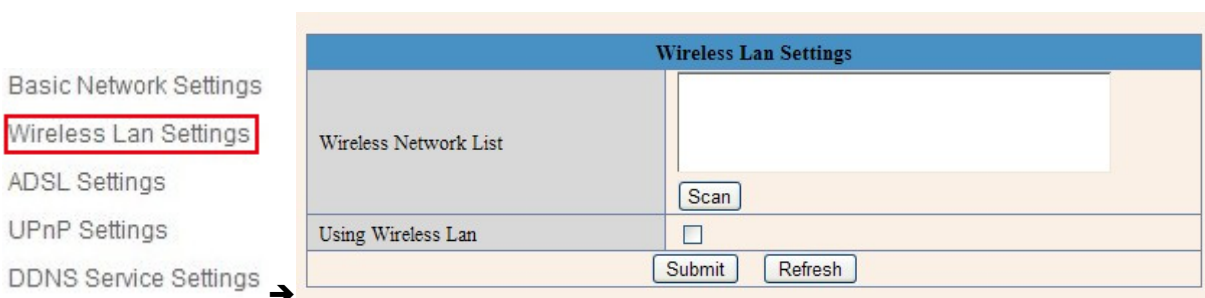 Basic Network Settings
Wireless Lan Settings
ADSL Settings
UPnP Settings
DDNS Service Settings ➔
Wireless Lan Settings
Wireless Network List
Scan
Using Wireless Lan
Submit Refresh